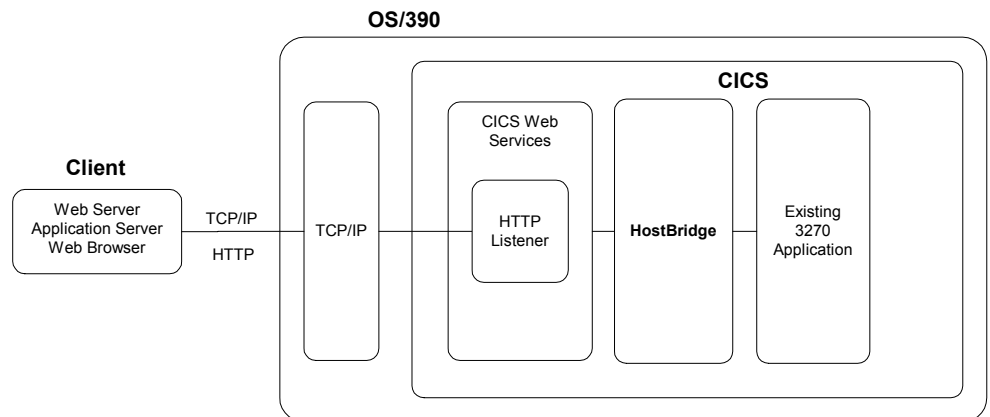 OS/390
CICS
CICS Web
Services
Client
Web Server
Application Server
Web Browser
TCP/IP
HTTP
TCP/IP
HTTP
Listener
HostBridge
Existing
3270
Application